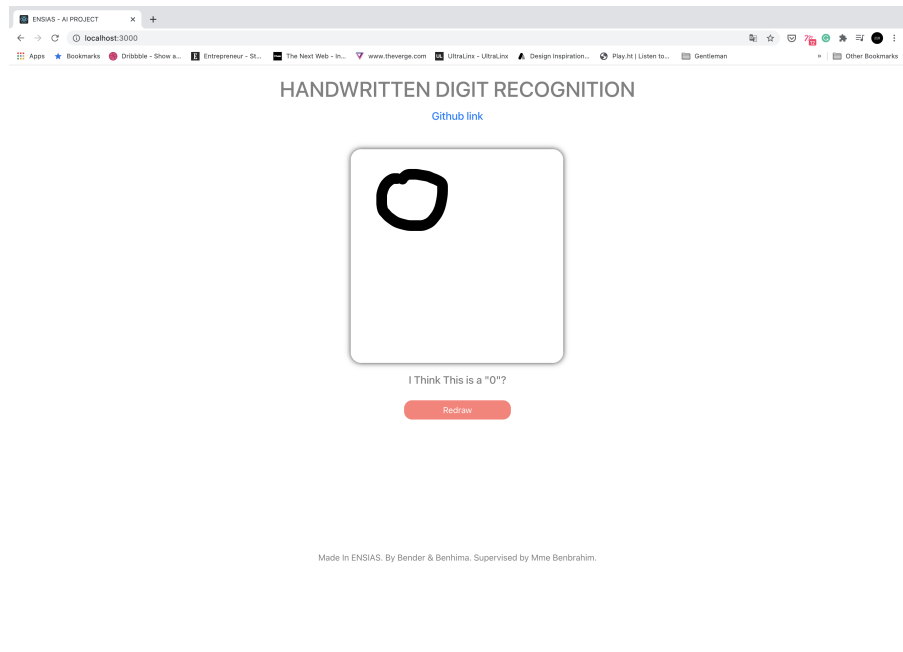 ENSIAS - AI PROJECT
localhost:3000
Apps Bookmarks Dribbble - Show a... Entrepreneur - St... The Next Web - In... www.theverge.com UL UltraLinx - UltraLinx Design Inspiration... Play.ht | Listen to... Gentleman » Other Bookmarks
HANDWRITTEN DIGIT RECOGNITION
Github link
I Think This is a "0"?
Redraw
Made In ENSIAS. By Bender & Benhima. Supervised by Mme Benbrahim.